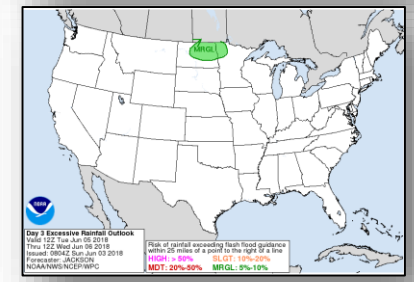 MRGL
NOAA
Day 3 Excessive Rainfall Outlook
Valid 12Z Tue Jun 05 2018
Thru 12Z Wed Jun 06 2018
Issued: 0804Z Sun Jun 03 2018
Forecaster: JACKSON
NOAA/NWS/NCEP/WPC
Risk of rainfall exceeding flash flood guidance
within 25 miles of a point to the right of a line
HIGH: > 50% SLGT: 10%-20%
MDT: 20%-50% MRGL: 5%-10%